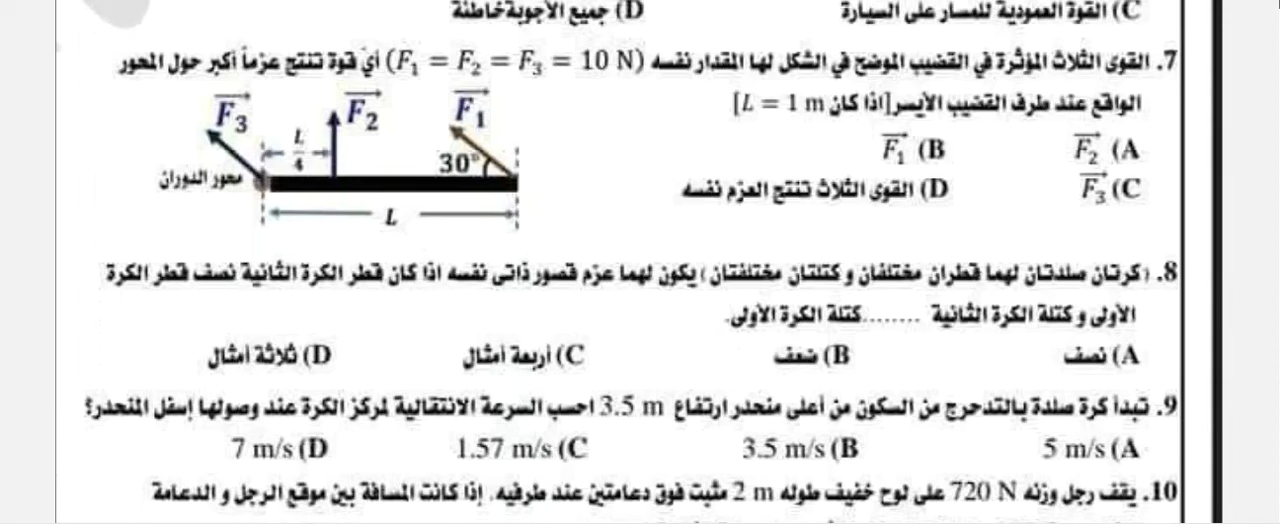 C) القوة العمودية للمسار على السيارة D) جميع الأجوبة خاطئة
7. القوى الثلاث المؤثرة في القضيب الموضح في الشكل لها المقدار نفسه (F₁ = F₂ = F₃ = 10 N) أيّ قوة تنتج عزماً أكبر حول المحور
الواقع عند طرف القضيب الأيسر [اذا كان L = 1 m]
A) F₂ B) F₁
C) F₃ D) القوى الثلاث تنتج العزم نفسه
F₃ F₂ F₁
L/4 30°
محور الدوران
L
8. (كرتان صلدتان لهما قطران مختلفان و كتلتان مختلفتان) يكون لهما عزم قصور ذاتي نفسه اذا كان قطر الكرة الثانية نصف قطر الكرة
الأولى و كتلة الكرة الثانية ........كتلة الكرة الأولى.
A) نصف B) ضعف C) أربعة أمثال D) ثلاثة أمثال
9. تبدأ كرة صلدة بالتدحرج من السكون من أعلى منحدر ارتفاع 3.5 m احسب السرعة الانتقالية لمركز الكرة عند وصولها إسفل المنحدر؟
A) 5 m/s B) 3.5 m/s C) 1.57 m/s D) 7 m/s
10. يقف رجل وزنه 720 N على لوح خفيف طوله 2 m مثبت فوق دعامتين عند طرفيه. إذا كانت المسافة بين موقع الرجل و الدعامة